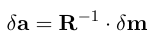 δ𝐚 = 𝐑⁻¹ · δ𝐦